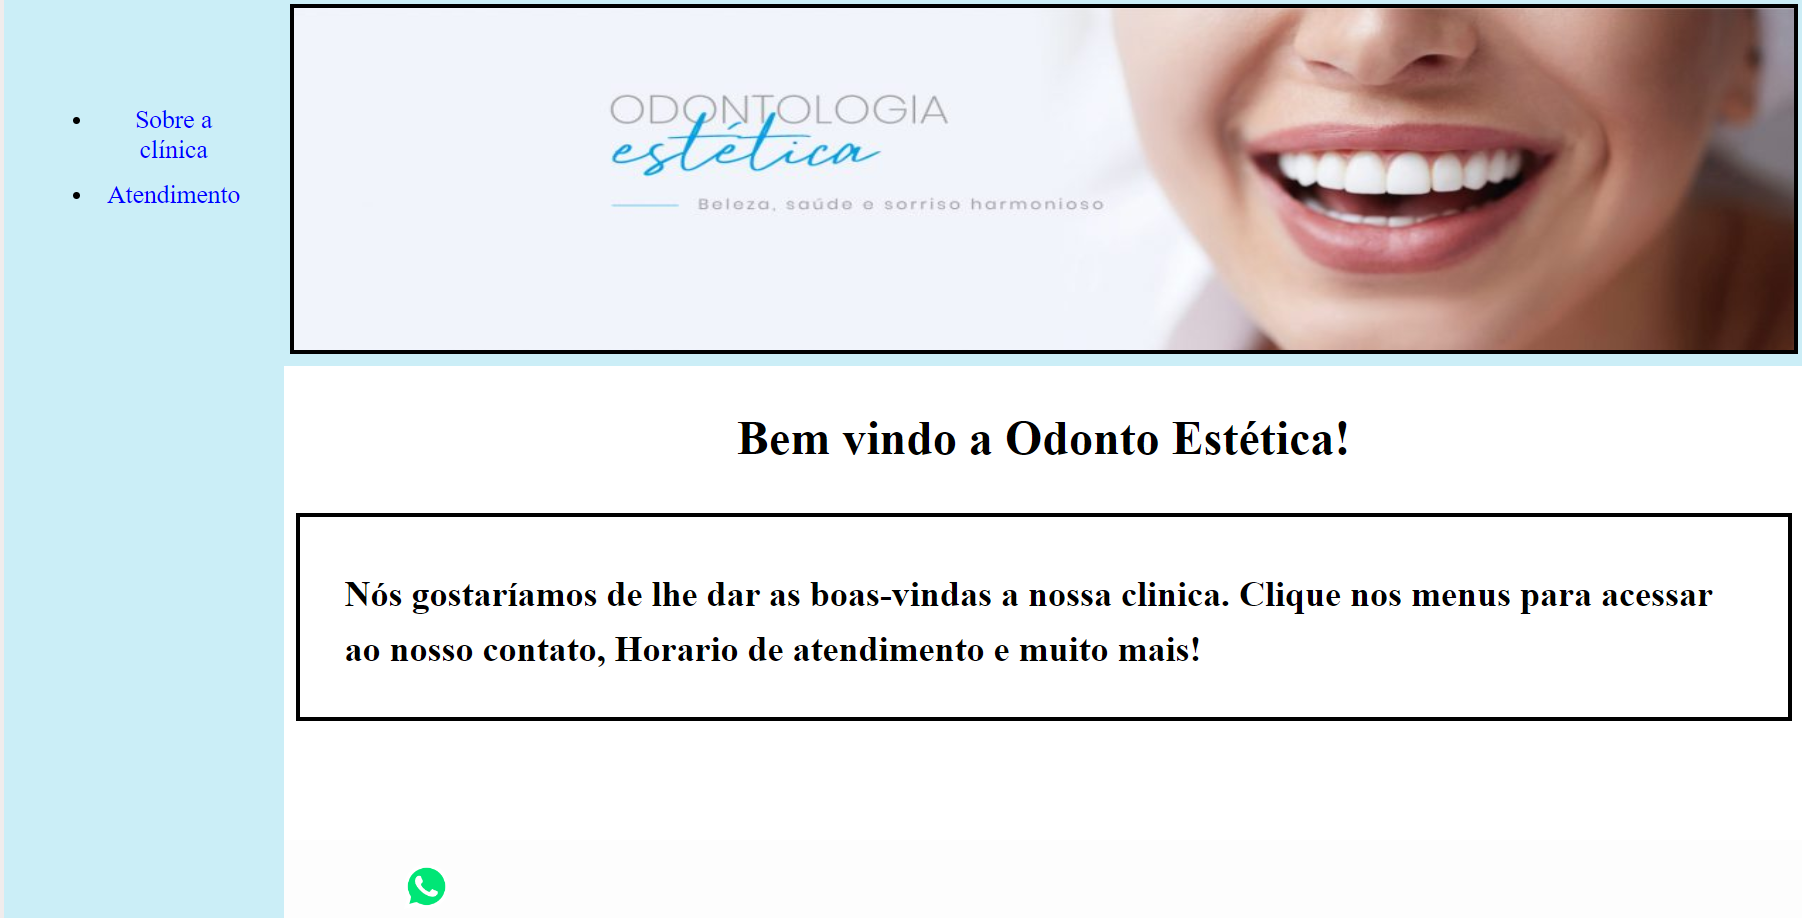 Sobre a
clínica
Atendimento
ODONTOLOGIA
estética
Beleza, saúde e sorriso harmonioso
Bem vindo a Odonto Estética!
Nós gostaríamos de lhe dar as boas-vindas a nossa clinica. Clique nos menus para acessar
ao nosso contato, Horario de atendimento e muito mais!